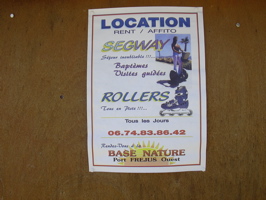 LOCATION
RENT / AFFITO
SEGWAY
Baptêmes
Visites guidées
ROLLERS
Tous les Jours
06.74.83.86.42
BASE NATURE
Port FREJUS Ouest